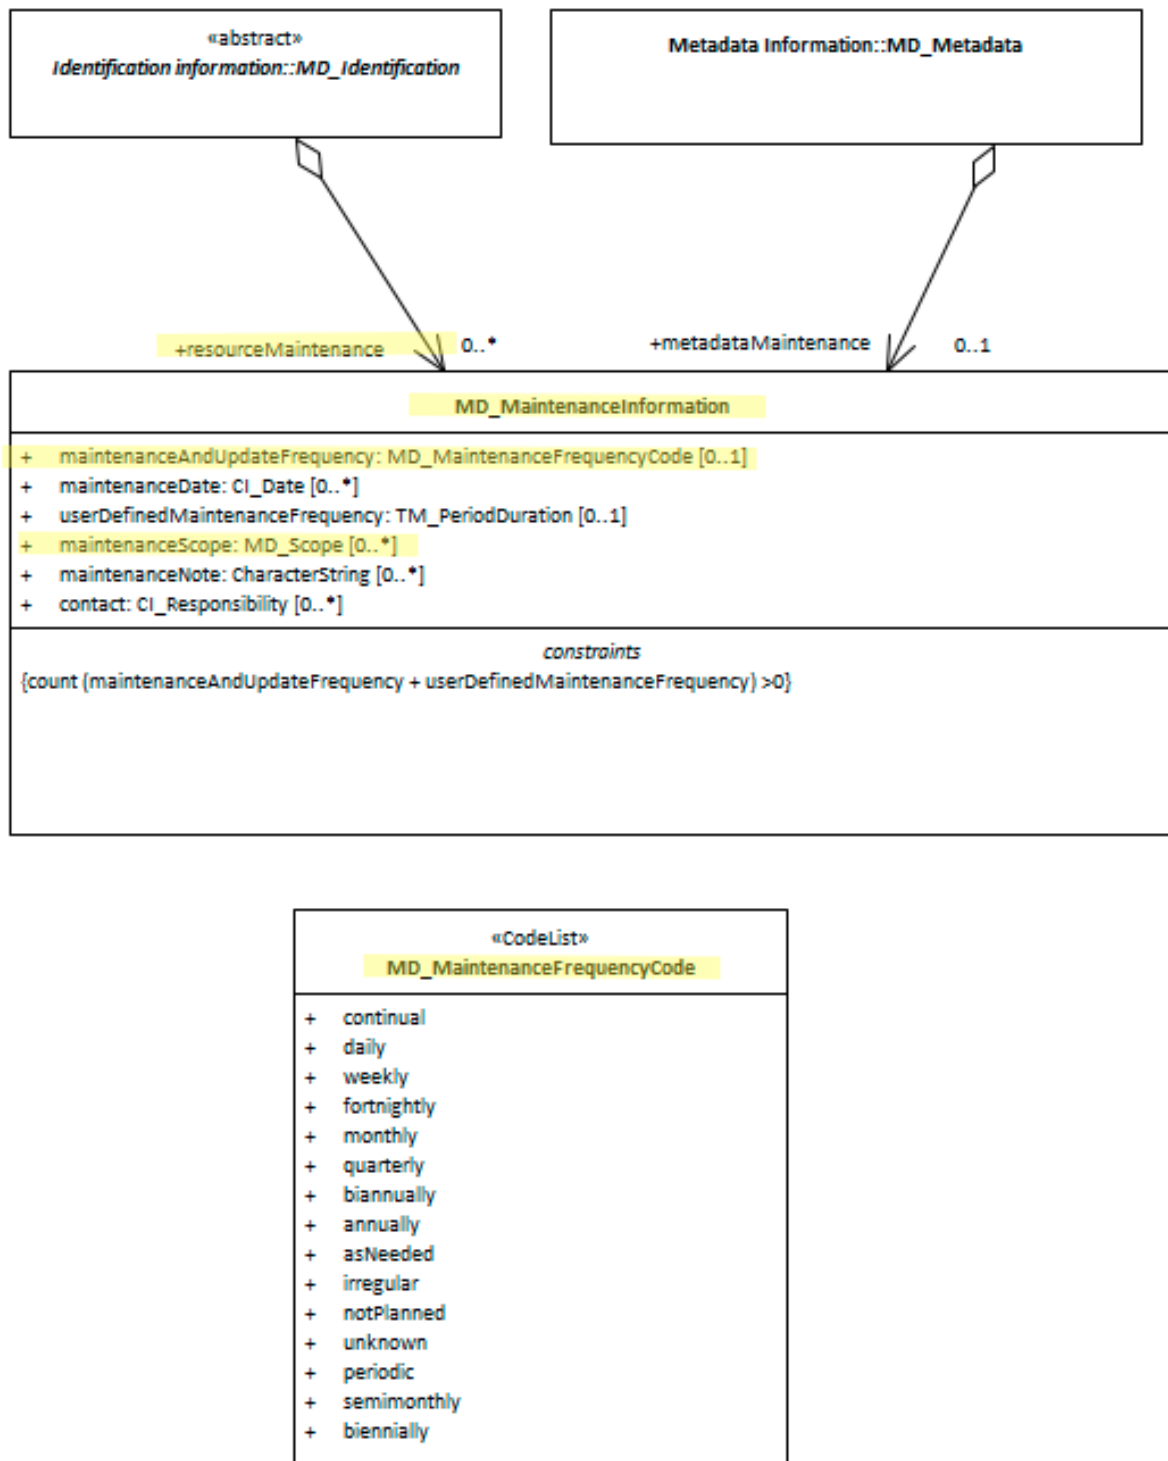 «abstract»
Identification information::MD_Identification
Metadata Information::MD_Metadata
+resourceMaintenance 0..*
+metadataMaintenance 0..1
MD_MaintenanceInformation
+ maintenanceAndUpdateFrequency: MD_MaintenanceFrequencyCode [0..1]
+ maintenanceDate: CI_Date [0..*]
+ userDefinedMaintenanceFrequency: TM_PeriodDuration [0..1]
+ maintenanceScope: MD_Scope [0..*]
+ maintenanceNote: CharacterString [0..*]
+ contact: CI_Responsibility [0..*]
constraints
{count (maintenanceAndUpdateFrequency + userDefinedMaintenanceFrequency) >0}
«CodeList»
MD_MaintenanceFrequencyCode
+ continual
+ daily
+ weekly
+ fortnightly
+ monthly
+ quarterly
+ biannually
+ annually
+ asNeeded
+ irregular
+ notPlanned
+ unknown
+ periodic
+ semimonthly
+ biennially